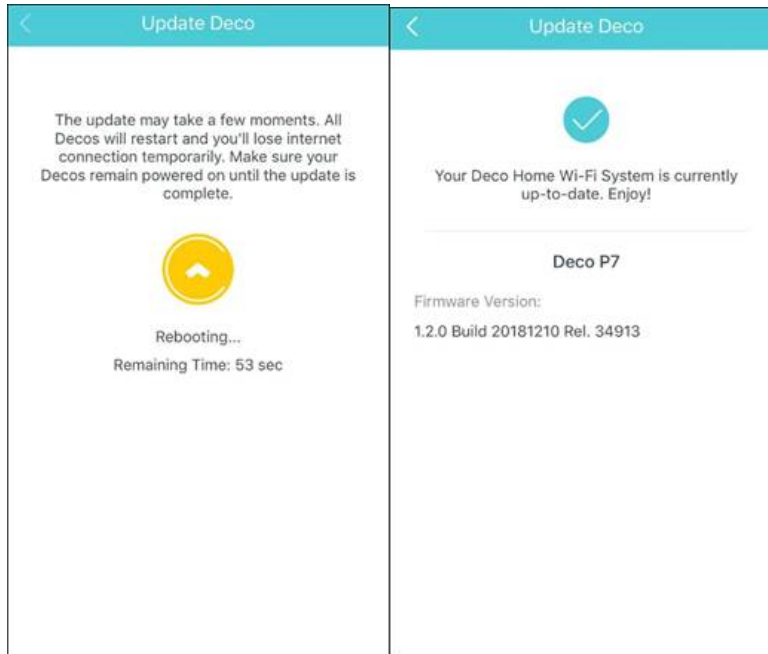 Update Deco
The update may take a few moments. All
Decos will restart and you'll lose internet
connection temporarily. Make sure your
Decos remain powered on until the update is
complete.
Rebooting...
Remaining Time: 53 sec
Update Deco
Your Deco Home Wi-Fi System is currently
up-to-date. Enjoy!
Deco P7
Firmware Version:
1.2.0 Build 20181210 Rel. 34913